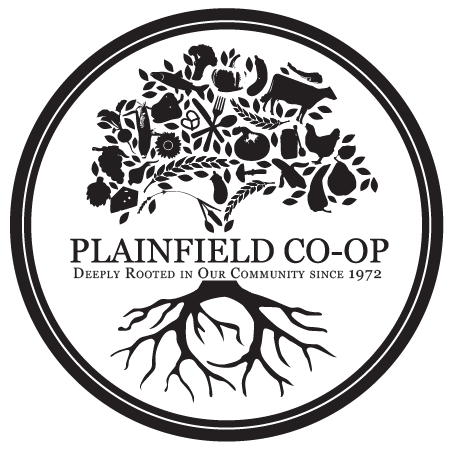 PLAINFIELD CO-OP
DEEPLY ROOTED IN OUR COMMUNITY SINCE 1972